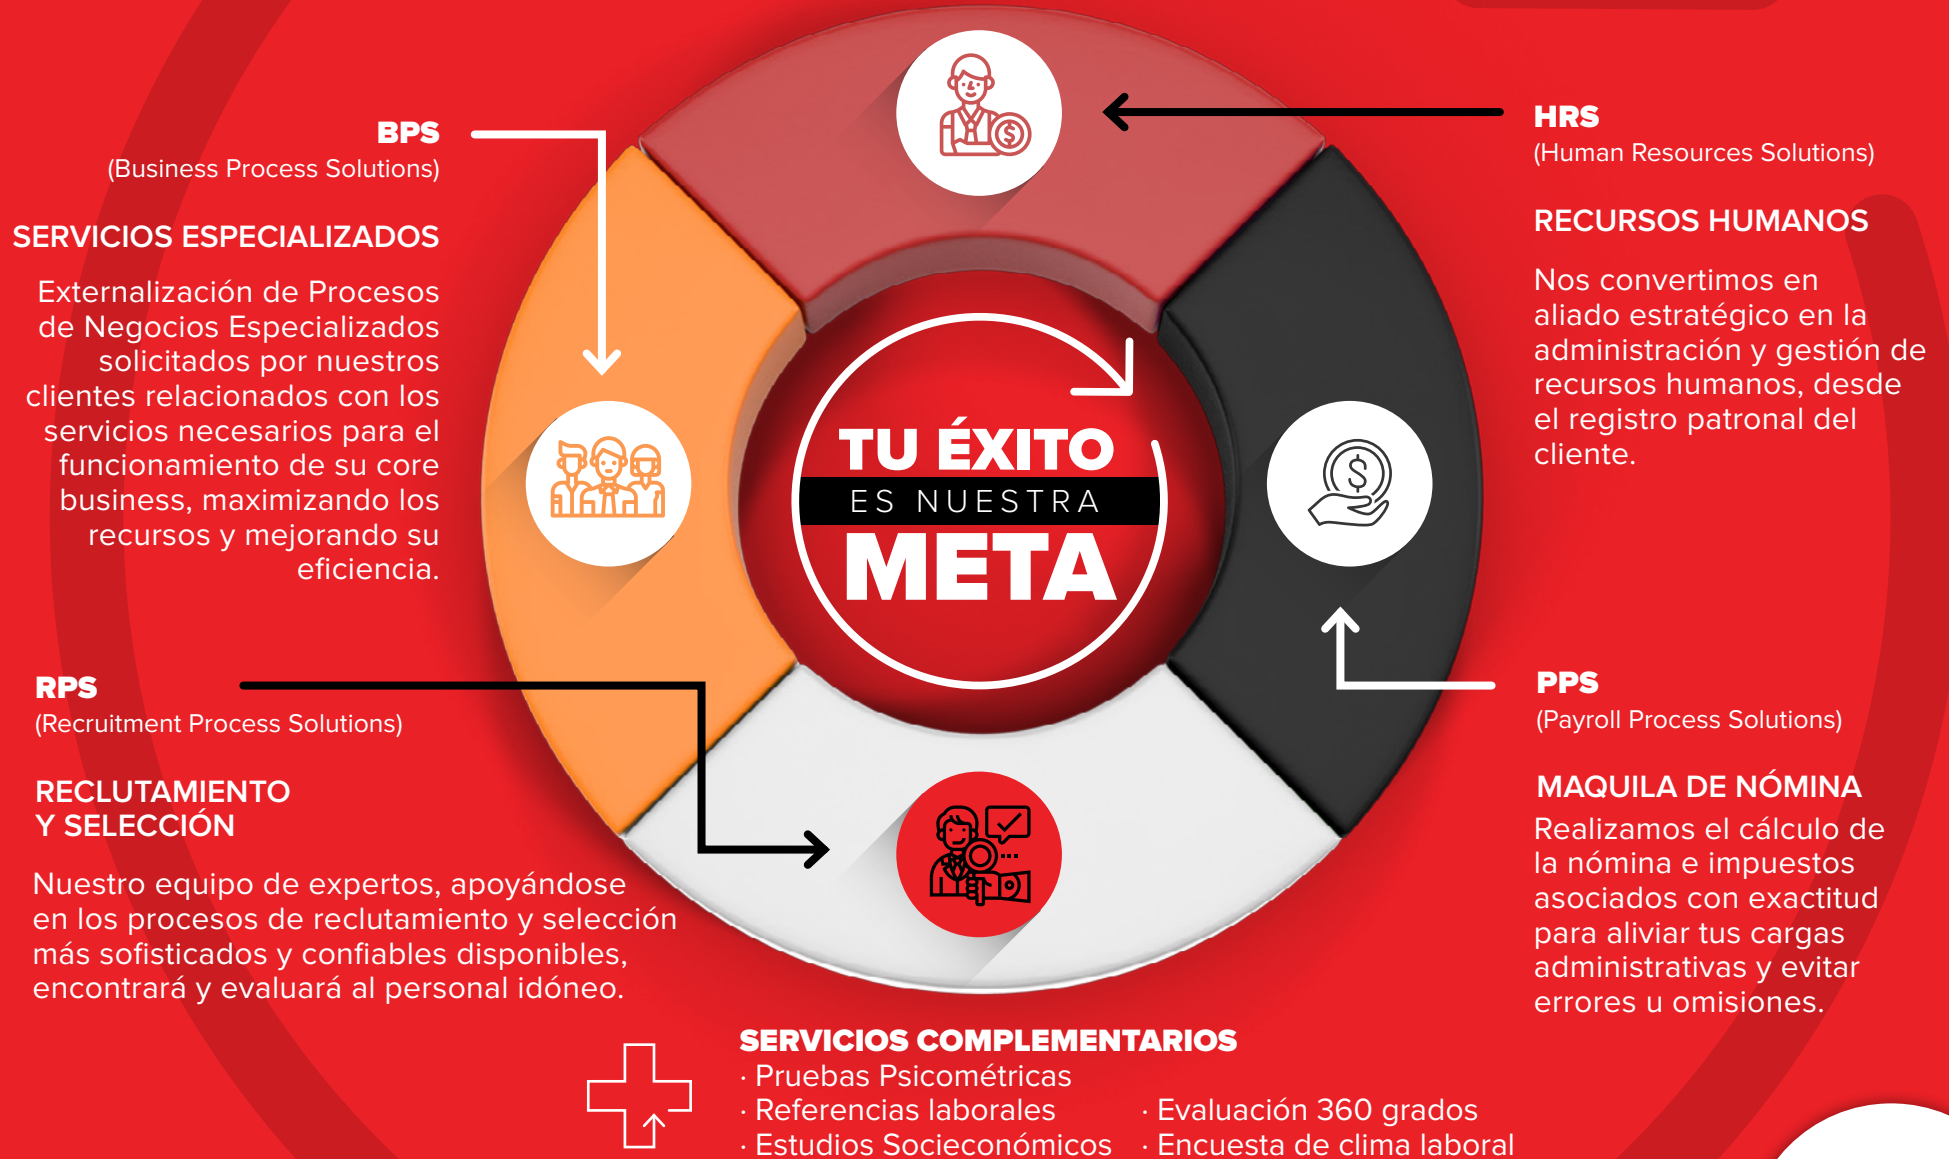 BPS
(Business Process Solutions)
SERVICIOS ESPECIALIZADOS
Externalización de Procesos
de Negocios Especializados
solicitados por nuestros
clientes relacionados con los
servicios necesarios para el
funcionamiento de su core
business, maximizando los
recursos y mejorando su
eficiencia.
HRS
(Human Resources Solutions)
RECURSOS HUMANOS
Nos convertimos en
aliado estratégico en la
administración y gestión de
recursos humanos, desde
el registro patronal del
cliente.
TU ÉXITO
ES NUESTRA
META
RPS
(Recruitment Process Solutions)
RECLUTAMIENTO
Y SELECCIÓN
Nuestro equipo de expertos, apoyándose
en los procesos de reclutamiento y selección
más sofisticados y confiables disponibles,
encontrará y evaluará al personal idóneo.
PPS
(Payroll Process Solutions)
MAQUILA DE NÓMINA
Realizamos el cálculo de
la nómina e impuestos
asociados con exactitud
para aliviar tus cargas
administrativas y evitar
errores u omisiones.
SERVICIOS COMPLEMENTARIOS
· Pruebas Psicométricas
· Referencias laborales
· Estudios Socieconómicos
· Evaluación 360 grados
· Encuesta de clima laboral